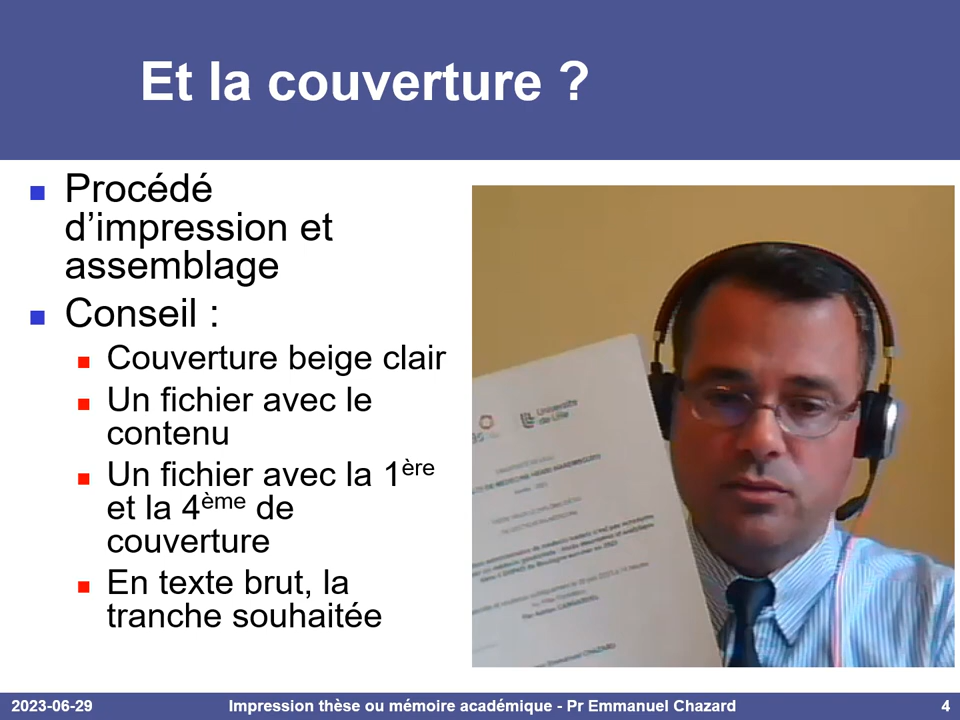 Et la couverture ?
Procédé
d’impression et
assemblage
Conseil :
Couverture beige clair
Un fichier avec le
contenu
Un fichier avec la 1ère
et la 4ème de
couverture
En texte brut, la
tranche souhaitée
Université
de Lille
2023-06-29
Impression thèse ou mémoire académique - Pr Emmanuel Chazard
4